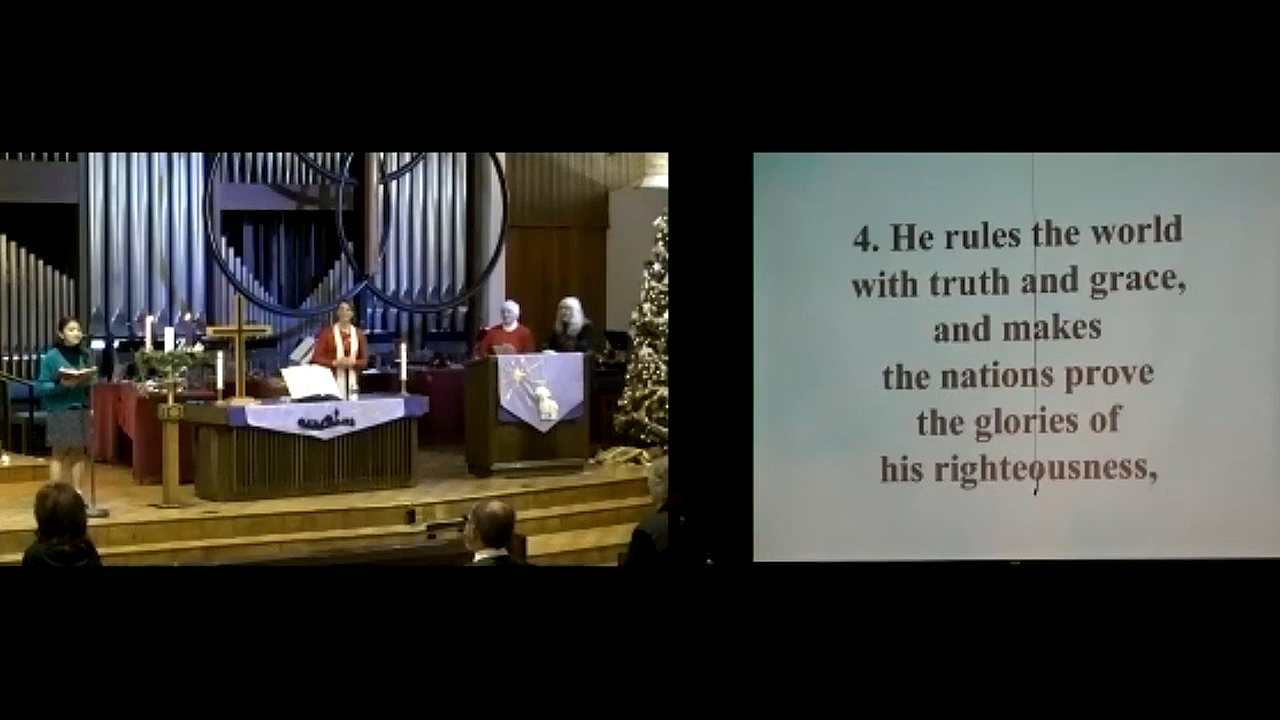 4. He rules the world
with truth and grace,
and makes
the nations prove
the glories of
his righteousness,